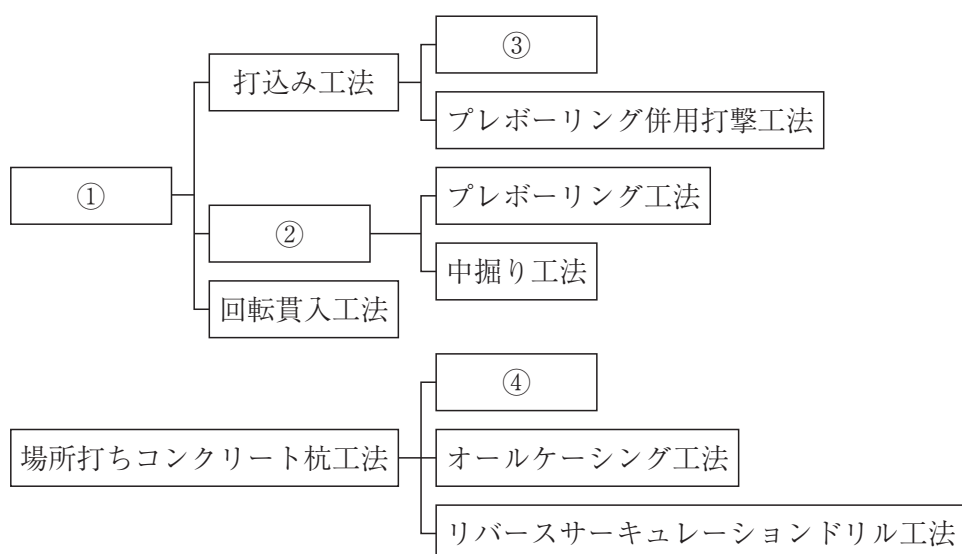 ③
打込み工法
プレボーリング併用打撃工法
①
プレボーリング工法
②
中掘り工法
回転貫入工法
④
場所打ちコンクリート杭工法
オールケーシング工法
リバースサーキュレーションドリル工法